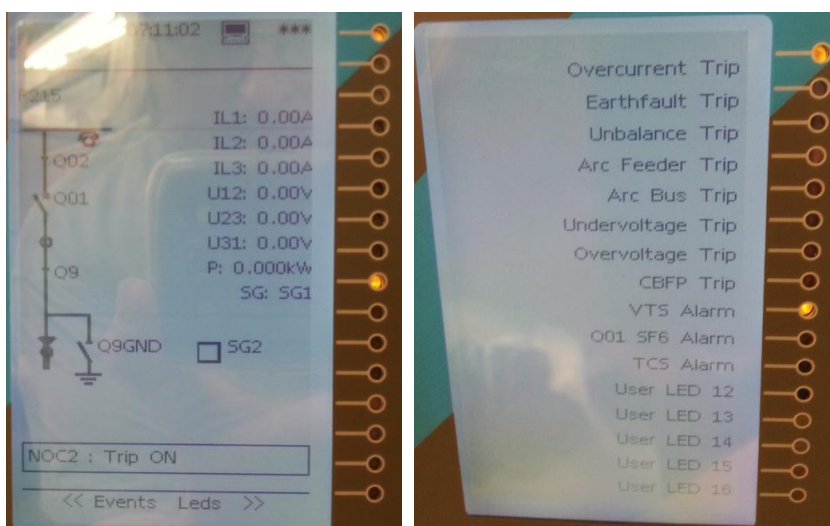 :11:02 ***
215
IL1: 0.00A
IL2: 0.00A
Q02
IL3: 0.00A
Q01
U12: 0.00V
U23: 0.00V
U31: 0.00V
Q9
P: 0.000kW
SG: SG1
Q9GND
SG2
NOC2 : Trip ON
<< Events Leds >>
Overcurrent Trip
Earthfault Trip
Unbalance Trip
Arc Feeder Trip
Arc Bus Trip
Undervoltage Trip
Overvoltage Trip
CBFP Trip
VTS Alarm
Q01 SF6 Alarm
TCS Alarm
User LED 12
User LED 13
User LED 14
User LED 15
User LED 16